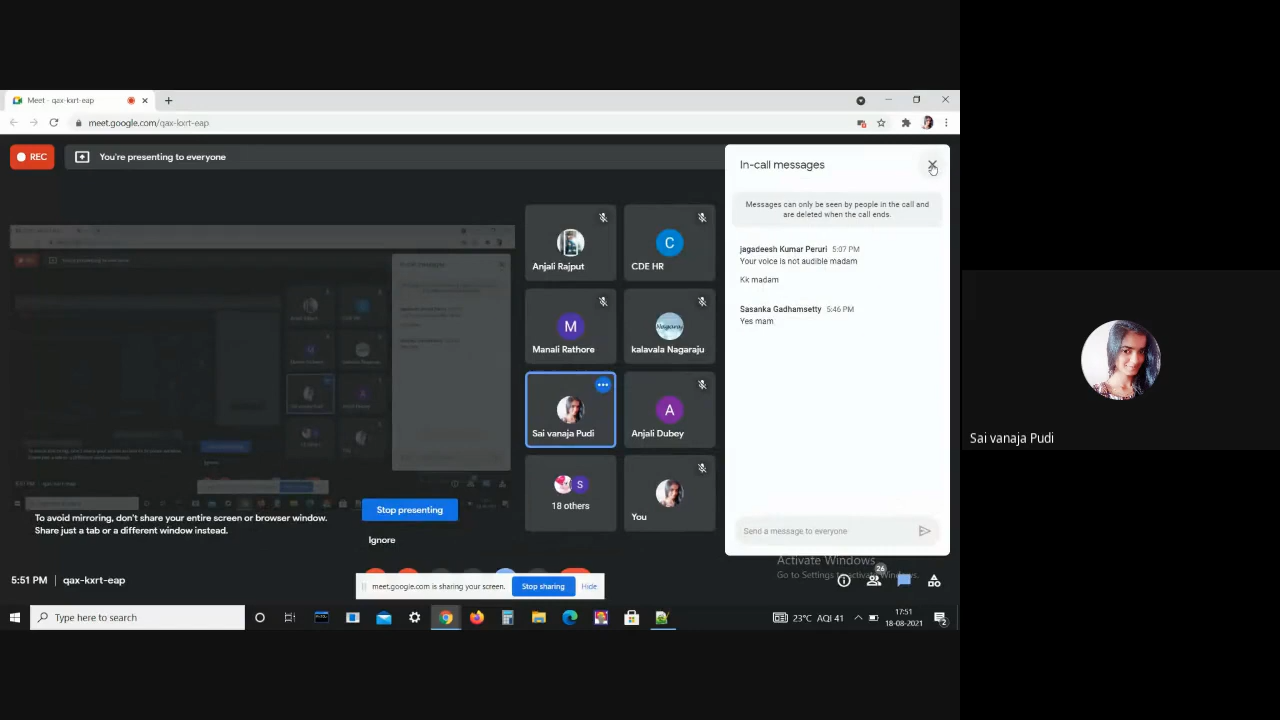 Meet - qax-kxrt-eap
meet.google.com/qax-kxrt-eap
REC
You're presenting to everyone
In-call messages
Messages can only be seen by people in the call and
are deleted when the call ends.
jagadeesh Kumar Peruri 5:07 PM
Your voice is not audible madam
Kk madam
Sasanka Gadhamsetty 5:46 PM
Yes mam
Send a message to everyone
Anjali Rajput
C
CDE HR
M
Manali Rathore
Nagaraju
kalavala Nagaraju
Sai vanaja Pudi
A
Anjali Dubey
S
18 others
You
To avoid mirroring, don't share your entire screen or browser window.
Share just a tab or a different window instead.
Stop presenting
Ignore
Activate Windows
Go to Settings to activate Windows.
5:51 PM | qax-kxrt-eap
meet.google.com is sharing your screen.
Stop sharing
Hide
26
Type here to search
23°C AQI 41
17:51
18-08-2021
2
Sai vanaja Pudi